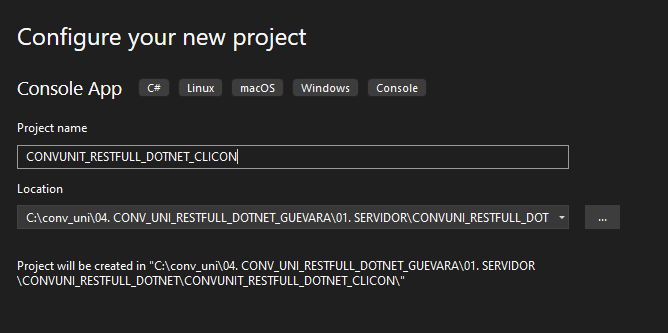 Configure your new project
Console App C# Linux macOS Windows Console
Project name
CONVUNIT_RESTFULL_DOTNET_CLICON
Location
C:\conv_uni\04. CONV_UNI_RESTFULL_DOTNET_GUEVARA\01. SERVIDOR\CONVUNI_RESTFULL_DOT
...
Project will be created in "C:\conv_uni\04. CONV_UNI_RESTFULL_DOTNET_GUEVARA\01. SERVIDOR
\CONVUNI_RESTFULL_DOTNET\CONVUNIT_RESTFULL_DOTNET_CLICON\"